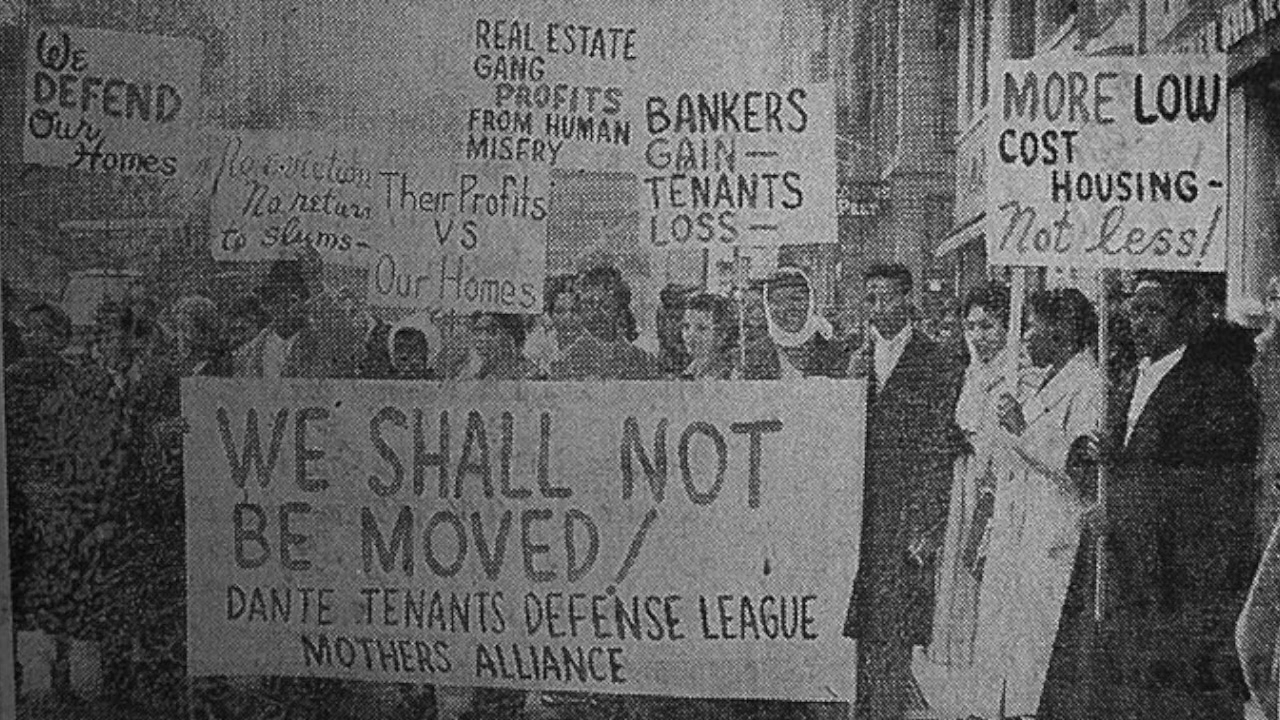 We
DEFEND
Our
Homes
No eviction
No return
to slums-
REAL ESTATE
GANG
PROFITS
FROM HUMAN
MISERY
Their Profits
VS
Our Homes
BANKERS
GAIN —
TENANTS
LOSS —
MORE LOW
COST
HOUSING -
Not less!
WE SHALL NOT
BE MOVED!
DANTE TENANTS DEFENSE LEAGUE
MOTHERS ALLIANCE